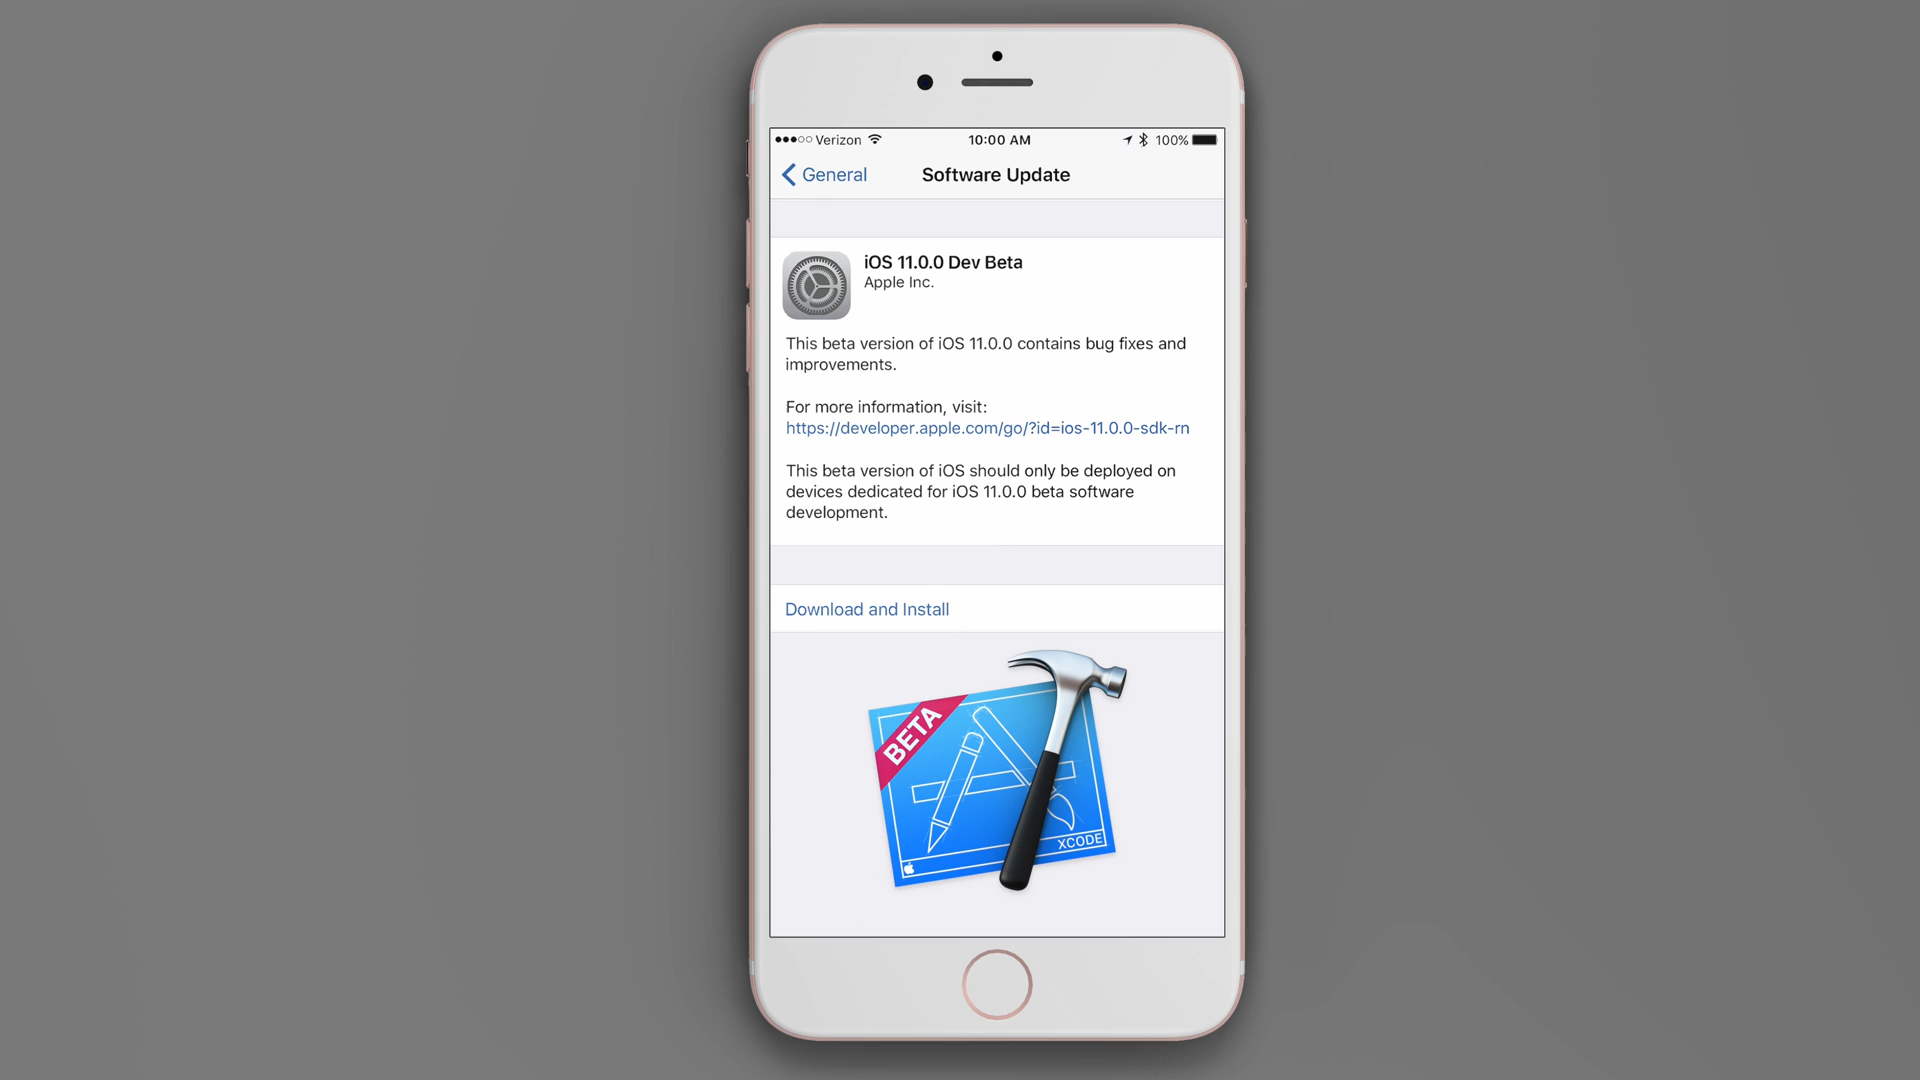 Verizon
10:00 AM
100%
General
Software Update
iOS 11.0.0 Dev Beta
Apple Inc.
This beta version of iOS 11.0.0 contains bug fixes and
improvements.
For more information, visit:
https://developer.apple.com/go/?id=ios-11.0.0-sdk-rn
This beta version of iOS should only be deployed on
devices dedicated for iOS 11.0.0 beta software
development.
Download and Install
BETA
XCODE